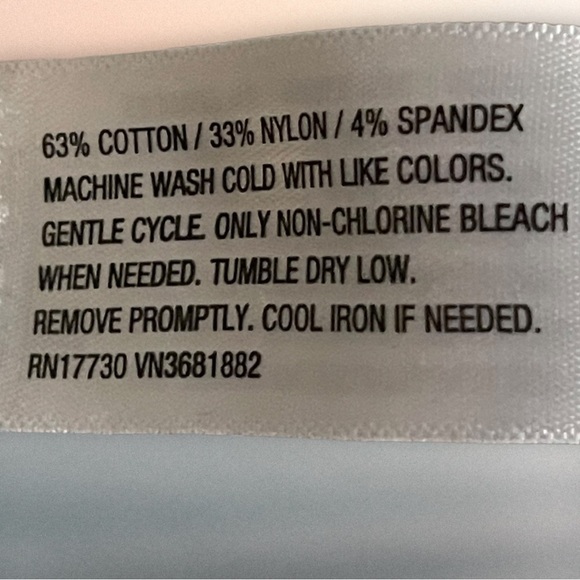 63% COTTON / 33% NYLON / 4% SPANDEX
MACHINE WASH COLD WITH LIKE COLORS.
GENTLE CYCLE. ONLY NON-CHLORINE BLEACH
WHEN NEEDED. TUMBLE DRY LOW.
REMOVE PROMPTLY. COOL IRON IF NEEDED.
RN17730 VN3681882